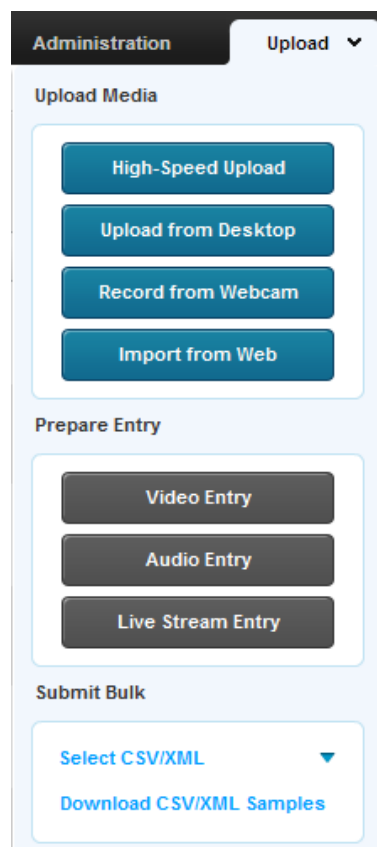 Administration
Upload
Upload Media
High-Speed Upload
Upload from Desktop
Record from Webcam
Import from Web
Prepare Entry
Video Entry
Audio Entry
Live Stream Entry
Submit Bulk
Select CSV/XML
Download CSV/XML Samples